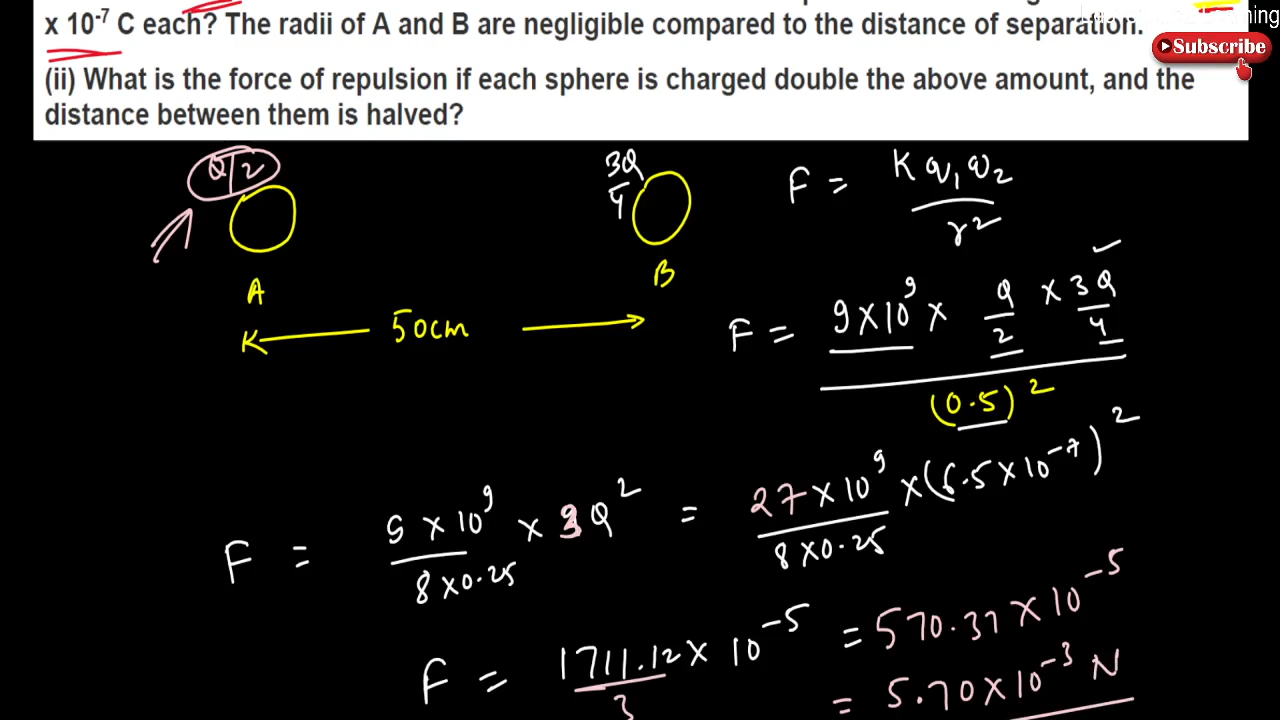 x 10⁻⁷ C each? The radii of A and B are negligible compared to the distance of separation.
Subscribe
(ii) What is the force of repulsion if each sphere is charged double the above amount, and the
distance between them is halved?
Q/2
3Q/4
F = K q₁ q₂ / r²
A
B
50cm
F = 9×10⁹ × Q/2 × 3Q/4 / (0.5)²
F = 9×10⁹ / 8×0.25 × 3Q² = 27×10⁹ / 8×0.25 × (6.5×10⁻⁷)²
F = 1711.12 / 3 × 10⁻⁵ = 570.37×10⁻⁵
= 5.70×10⁻³ N